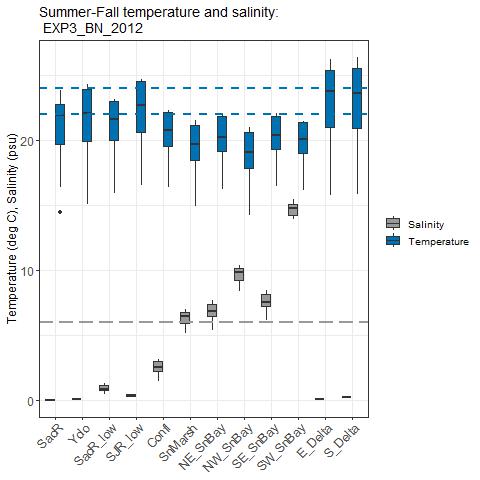 Summer-Fall temperature and salinity:
EXP3_BN_2012
Temperature (deg C), Salinity (psu)
20
10
0
SacR
Yolo
SacR_low
SJR_low
Confl
SnMarsh
NE_SnBay
NW_SnBay
SE_SnBay
SW_SnBay
E_Delta
S_Delta
Salinity
Temperature